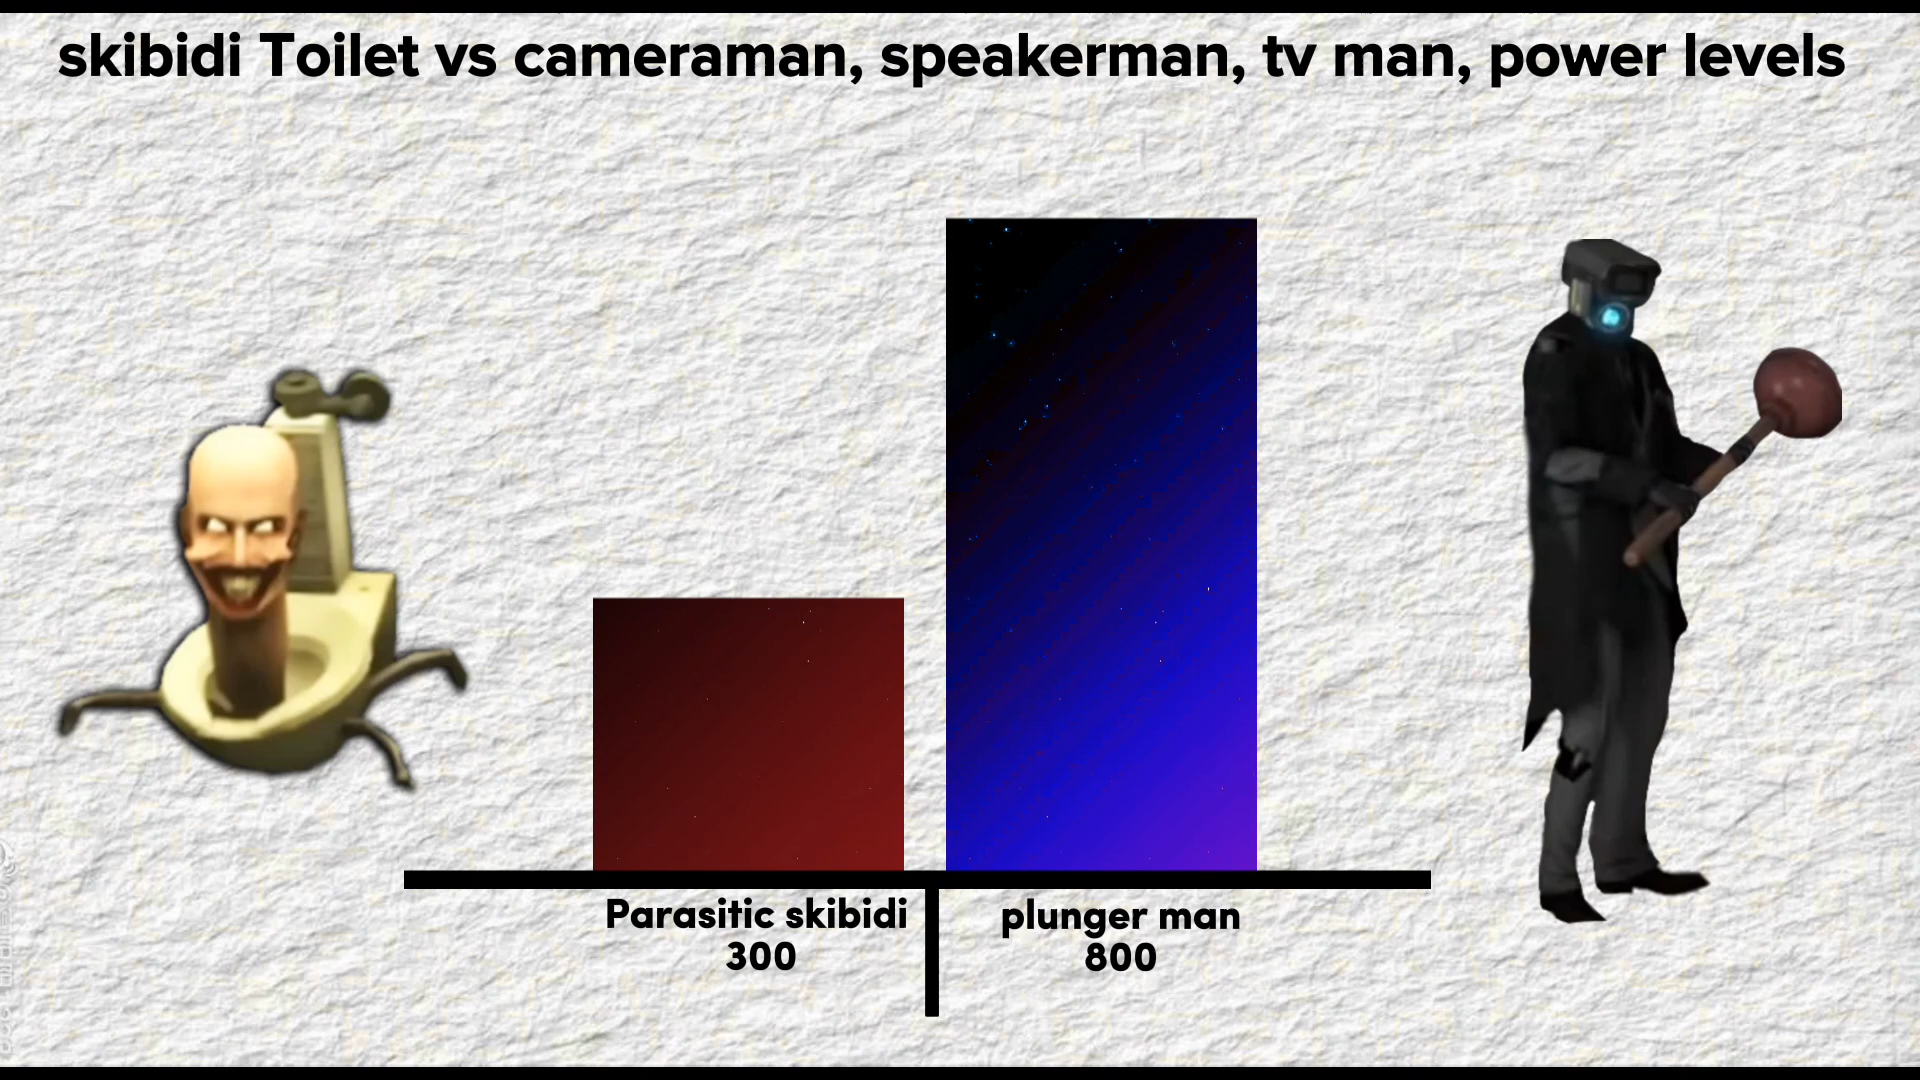 skibidi Toilet vs cameraman, speakerman, tv man, power levels
Parasitic skibidi
300
plunger man
800